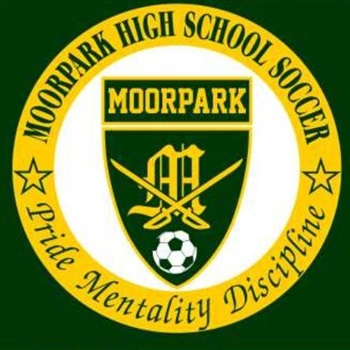 MOORPARK HIGH SCHOOL SOCCER
MOORPARK
M
Pride Mentality Discipline